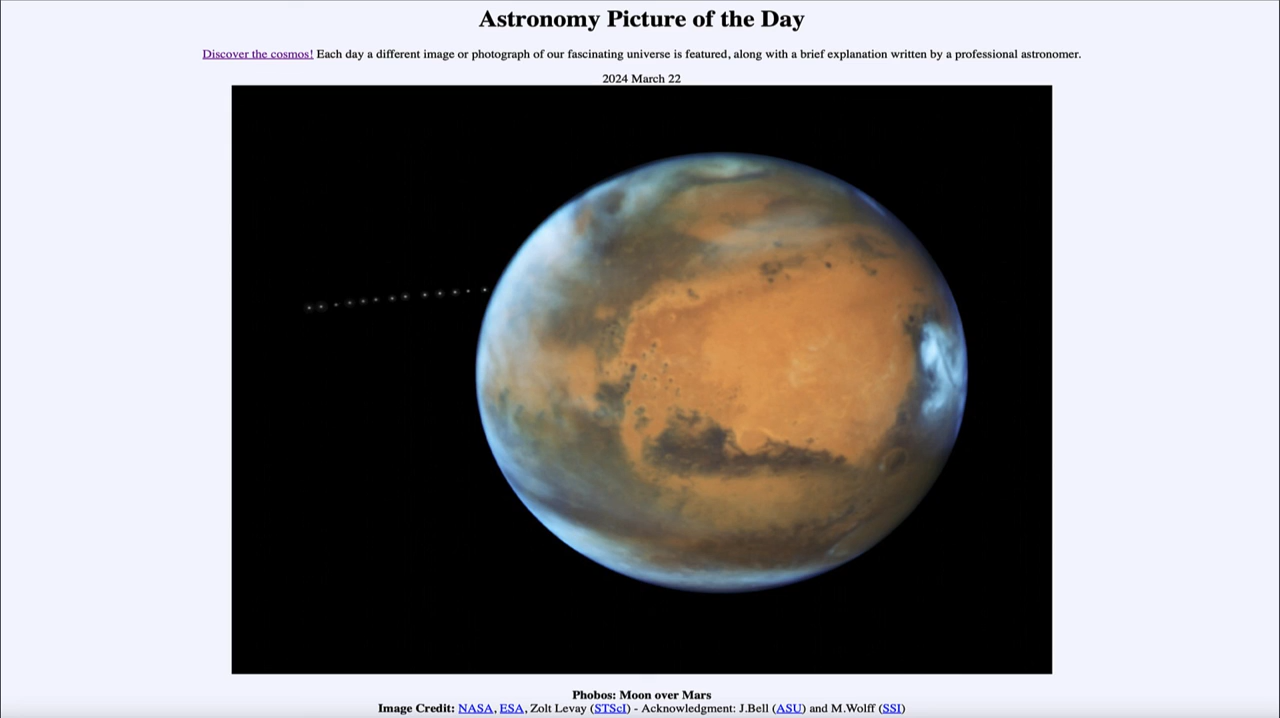 Astronomy Picture of the Day
Discover the cosmos! Each day a different image or photograph of our fascinating universe is featured, along with a brief explanation written by a professional astronomer.
2024 March 22
Phobos: Moon over Mars
Image Credit: NASA, ESA, Zolt Levay (STScI) - Acknowledgment: J.Bell (ASU) and M.Wolff (SSI)